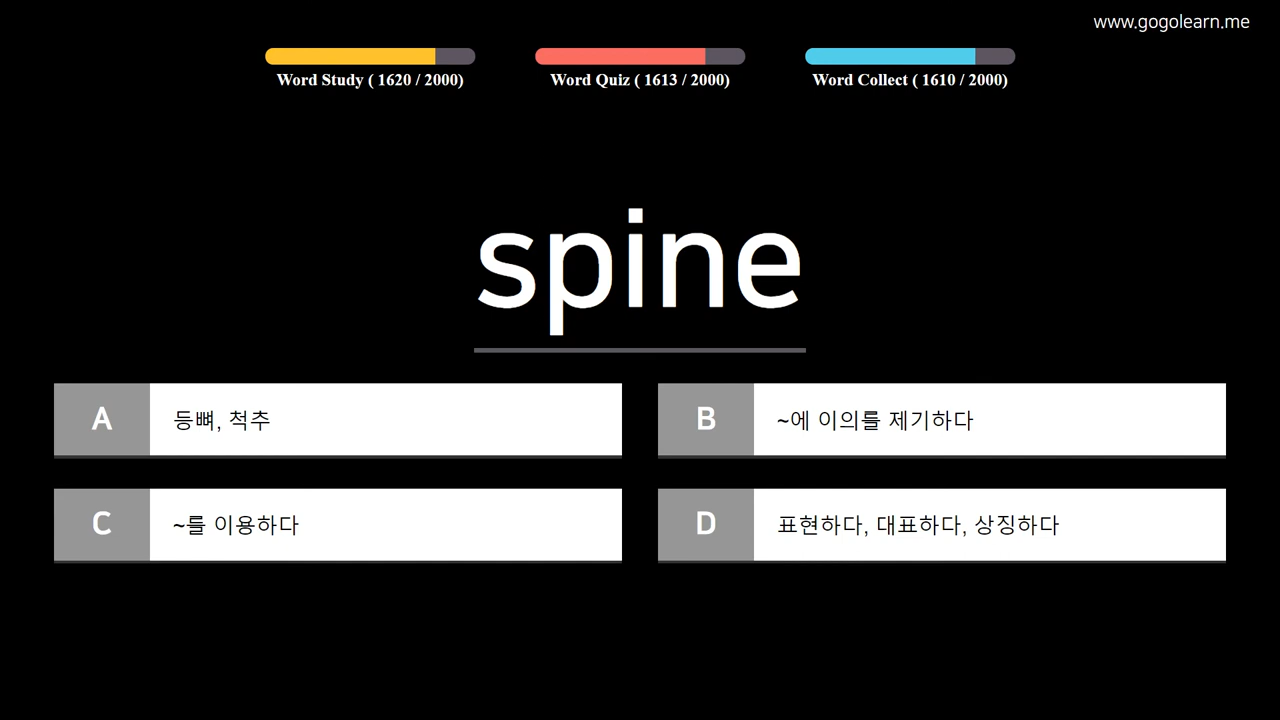 www.gogolearn.me
Word Study ( 1620 / 2000)
Word Quiz ( 1613 / 2000)
Word Collect ( 1610 / 2000)
spine
A 등뼈, 척추
B ~에 이의를 제기하다
C ~를 이용하다
D 표현하다, 대표하다, 상징하다